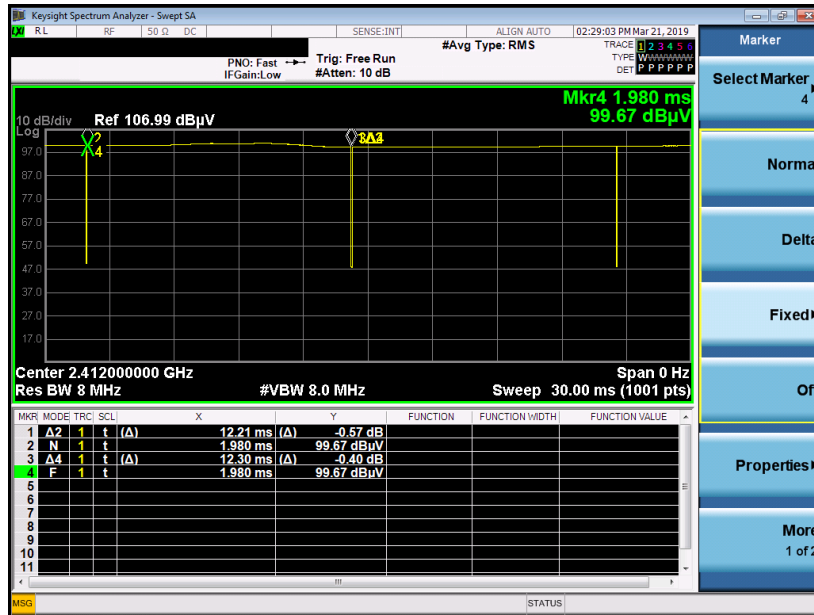 Keysight Spectrum Analyzer - Swept SA
RL RF 50 Ω DC SENSE:INT ALIGN AUTO 02:29:03 PM Mar 21, 2019
#Avg Type: RMS TRACE 1 2 3 4 5 6
PNO: Fast Trig: Free Run TYPE WWWWWW
IFGain:Low #Atten: 10 dB DET P P P P P P
Mkr4 1.980 ms
10 dB/div Ref 106.99 dBµV 99.67 dBµV
Log
2
4
97.0
87.0
77.0
67.0
57.0
47.0
37.0
27.0
17.0
Center 2.412000000 GHz Span 0 Hz
Res BW 8 MHz #VBW 8.0 MHz Sweep 30.00 ms (1001 pts)
MKR MODE TRC SCL X Y FUNCTION FUNCTION WIDTH FUNCTION VALUE
1 Δ2 1 t (Δ) 12.21 ms (Δ) -0.57 dB
2 N 1 t 1.980 ms 99.67 dBµV
3 Δ4 1 t (Δ) 12.30 ms (Δ) -0.40 dB
4 F 1 t 1.980 ms 99.67 dBµV
5
6
7
8
9
10
11
MSG STATUS
Marker
Select Marker
4
Norma
Delta
Fixed
Of
Properties
More
1 of 2